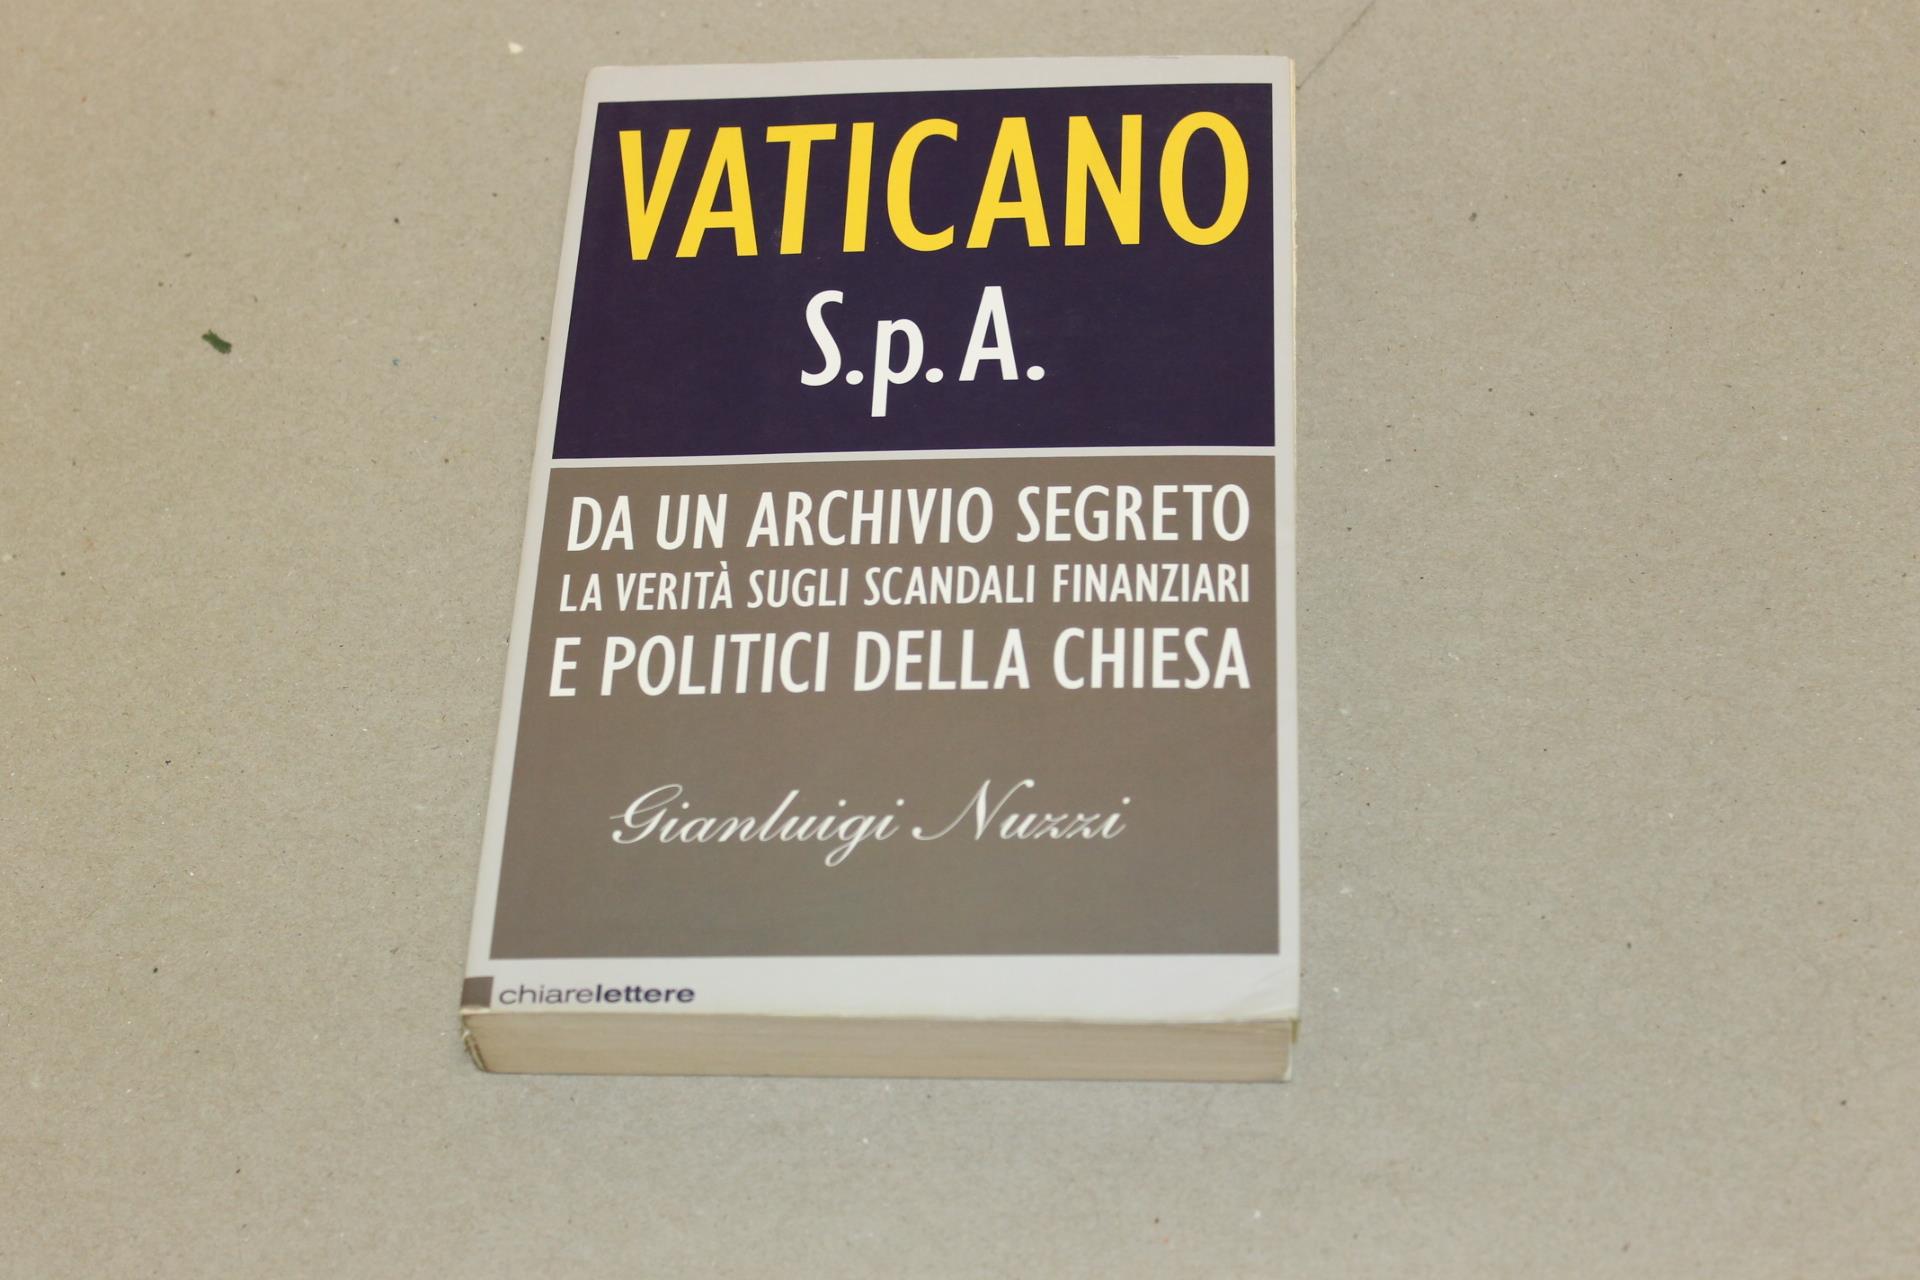 VATICANO
S.p.A.
DA UN ARCHIVIO SEGRETO
LA VERITÀ SUGLI SCANDALI FINANZIARI
E POLITICI DELLA CHIESA
Gianluigi Nuzzi
chiarelettere